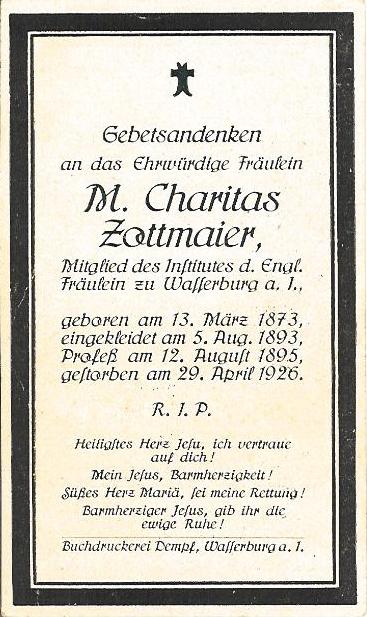 Gebetsandenken
an das Ehrwürdige Fräulein
M. Charitas
Zottmaier,
Mitglied des Institutes d. Engl.
Fräulein zu Wasserburg a. I.,
geboren am 13. März 1873,
eingekleidet am 5. Aug. 1893,
Profeß am 12. August 1895,
gestorben am 29. April 1926.
R. I. P.
Heiligstes Herz Jesu, ich vertraue
auf dich!
Mein Jesus, Barmherzigkeit!
Süßes Herz Mariä, sei meine Rettung!
Barmherziger Jesus, gib ihr die
ewige Ruhe!
Buchdruckerei Dempf, Wasserburg a. I.